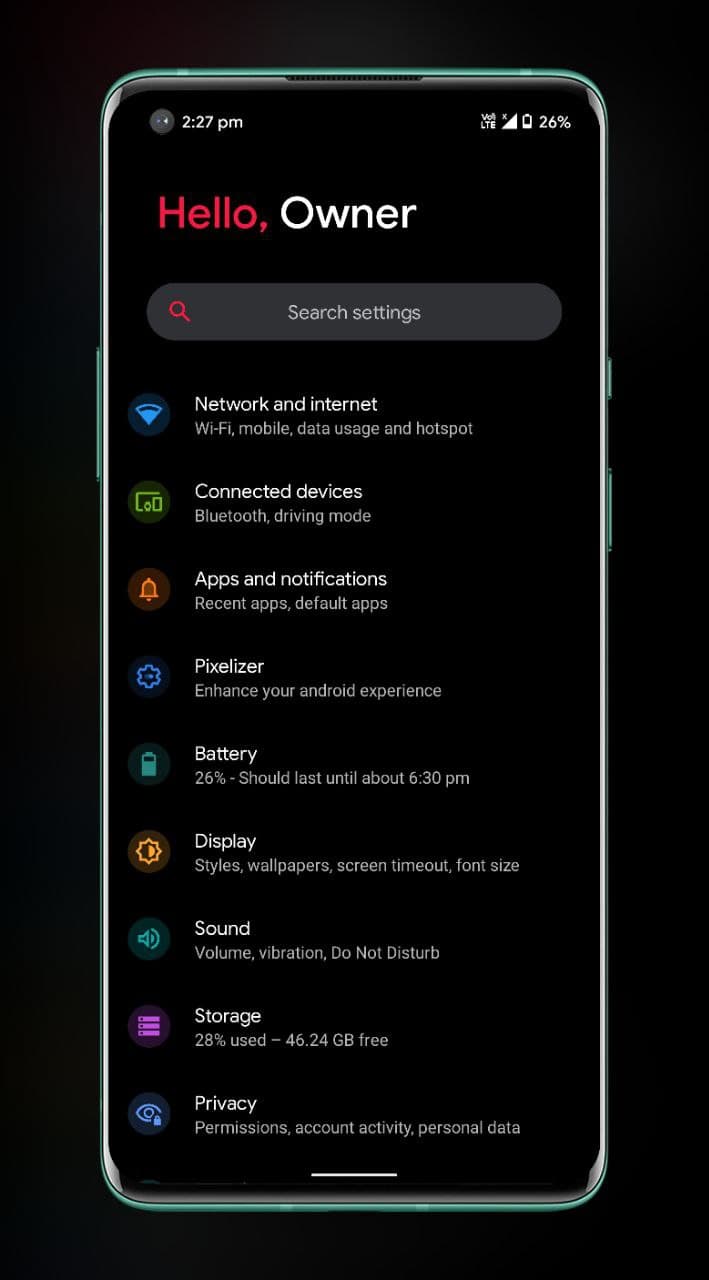 2:27 pm VoLTE x 26%
Hello, Owner
Search settings
Network and internet
Wi-Fi, mobile, data usage and hotspot
Connected devices
Bluetooth, driving mode
Apps and notifications
Recent apps, default apps
Pixelizer
Enhance your android experience
Battery
26% - Should last until about 6:30 pm
Display
Styles, wallpapers, screen timeout, font size
Sound
Volume, vibration, Do Not Disturb
Storage
28% used – 46.24 GB free
Privacy
Permissions, account activity, personal data